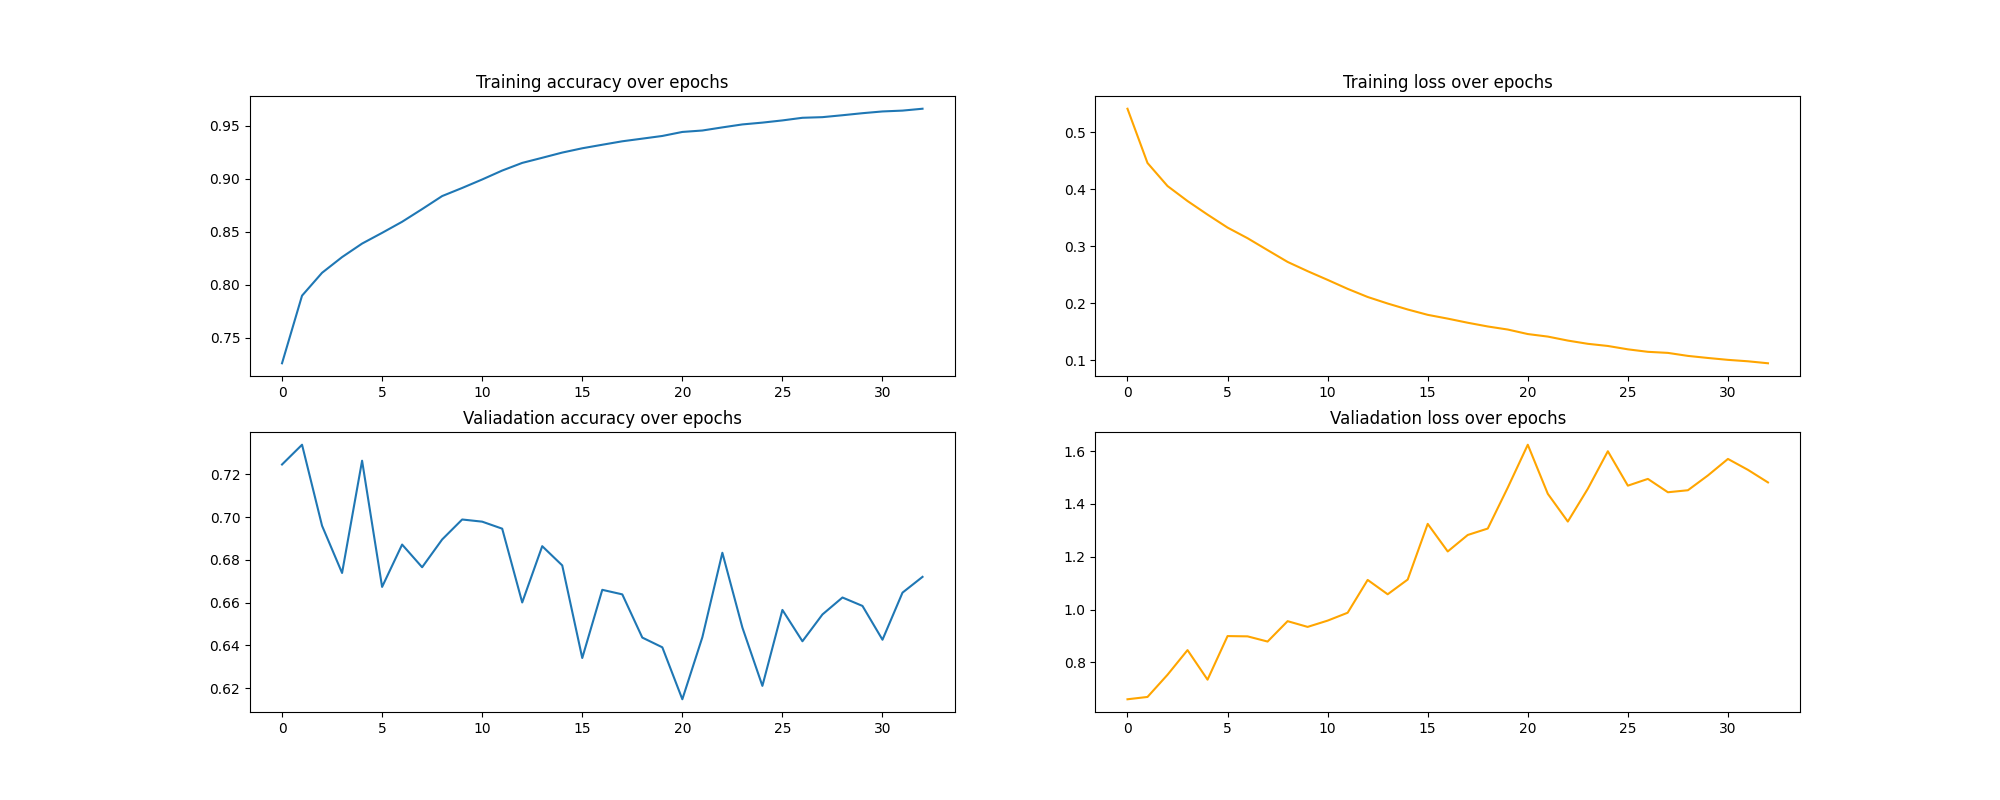 Training accuracy over epochs
0.95
0.90
0.85
0.80
0.75
0 5 10 15 20 25 30
Training loss over epochs
0.5
0.4
0.3
0.2
0.1
0 5 10 15 20 25 30
Valiadation accuracy over epochs
0.72
0.70
0.68
0.66
0.64
0.62
0 5 10 15 20 25 30
Valiadation loss over epochs
1.6
1.4
1.2
1.0
0.8
0 5 10 15 20 25 30